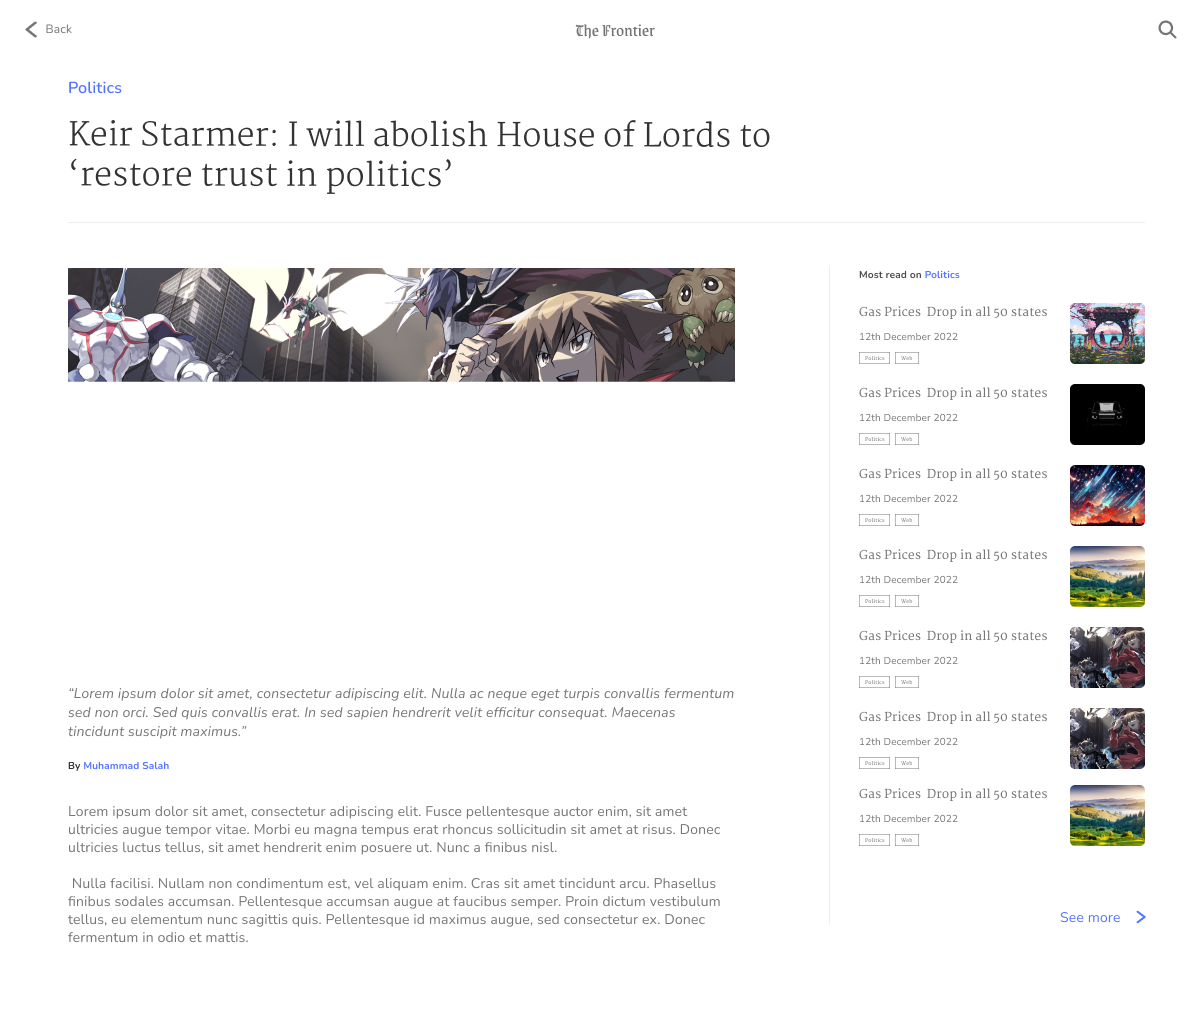 Back
The Frontier
Politics
Keir Starmer: I will abolish House of Lords to
‘restore trust in politics’
“Lorem ipsum dolor sit amet, consectetur adipiscing elit. Nulla ac neque eget turpis convallis fermentum
sed non orci. Sed quis convallis erat. In sed sapien hendrerit velit efficitur consequat. Maecenas
tincidunt suscipit maximus.”
By Muhammad Salah
Lorem ipsum dolor sit amet, consectetur adipiscing elit. Fusce pellentesque auctor enim, sit amet
ultricies augue tempor vitae. Morbi eu magna tempus erat rhoncus sollicitudin sit amet at risus. Donec
ultricies luctus tellus, sit amet hendrerit enim posuere ut. Nunc a finibus nisl.
Nulla facilisi. Nullam non condimentum est, vel aliquam enim. Cras sit amet tincidunt arcu. Phasellus
finibus sodales accumsan. Pellentesque accumsan augue at faucibus semper. Proin dictum vestibulum
tellus, eu elementum nunc sagittis quis. Pellentesque id maximus augue, sed consectetur ex. Donec
fermentum in odio et mattis.
Most read on Politics
Gas Prices Drop in all 50 states
12th December 2022
Politics Web
Gas Prices Drop in all 50 states
12th December 2022
Politics Web
Gas Prices Drop in all 50 states
12th December 2022
Politics Web
Gas Prices Drop in all 50 states
12th December 2022
Politics Web
Gas Prices Drop in all 50 states
12th December 2022
Politics Web
Gas Prices Drop in all 50 states
12th December 2022
Politics Web
Gas Prices Drop in all 50 states
12th December 2022
Politics Web
See more